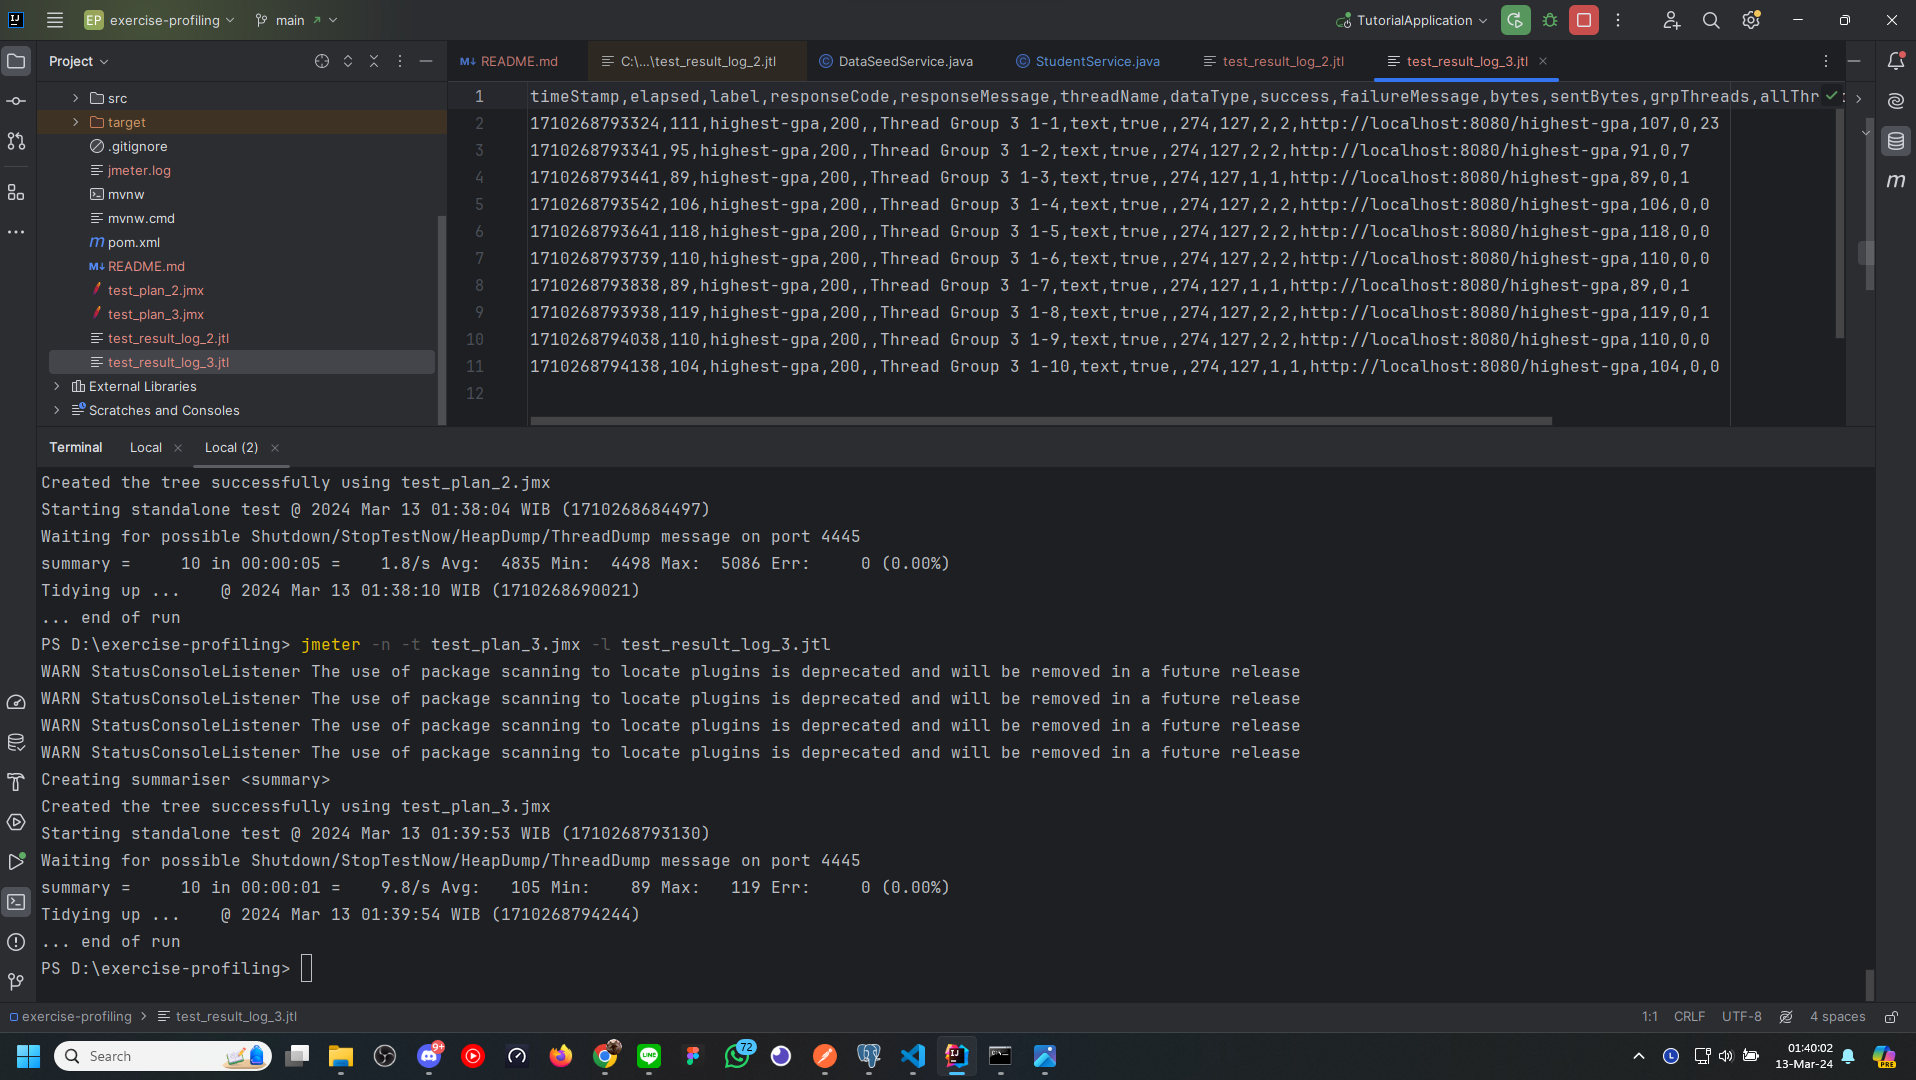 EP exercise-profiling main TutorialApplication
Project
README.md C:\...\test_result_log_2.jtl DataSeedService.java StudentService.java test_result_log_2.jtl test_result_log_3.jtl
src
target
.gitignore
jmeter.log
mvnw
mvnw.cmd
pom.xml
README.md
test_plan_2.jmx
test_plan_3.jmx
test_result_log_2.jtl
test_result_log_3.jtl
External Libraries
Scratches and Consoles
1 timeStamp,elapsed,label,responseCode,responseMessage,threadName,dataType,success,failureMessage,bytes,sentBytes,grpThreads,allThr
2 1710268793324,111,highest-gpa,200,,Thread Group 3 1-1,text,true,,274,127,2,2,http://localhost:8080/highest-gpa,107,0,23
3 1710268793341,95,highest-gpa,200,,Thread Group 3 1-2,text,true,,274,127,2,2,http://localhost:8080/highest-gpa,91,0,7
4 1710268793441,89,highest-gpa,200,,Thread Group 3 1-3,text,true,,274,127,1,1,http://localhost:8080/highest-gpa,89,0,1
5 1710268793542,106,highest-gpa,200,,Thread Group 3 1-4,text,true,,274,127,2,2,http://localhost:8080/highest-gpa,106,0,0
6 1710268793641,118,highest-gpa,200,,Thread Group 3 1-5,text,true,,274,127,2,2,http://localhost:8080/highest-gpa,118,0,0
7 1710268793739,110,highest-gpa,200,,Thread Group 3 1-6,text,true,,274,127,2,2,http://localhost:8080/highest-gpa,110,0,0
8 1710268793838,89,highest-gpa,200,,Thread Group 3 1-7,text,true,,274,127,1,1,http://localhost:8080/highest-gpa,89,0,1
9 1710268793938,119,highest-gpa,200,,Thread Group 3 1-8,text,true,,274,127,2,2,http://localhost:8080/highest-gpa,119,0,1
10 1710268794038,110,highest-gpa,200,,Thread Group 3 1-9,text,true,,274,127,2,2,http://localhost:8080/highest-gpa,110,0,0
11 1710268794138,104,highest-gpa,200,,Thread Group 3 1-10,text,true,,274,127,1,1,http://localhost:8080/highest-gpa,104,0,0
12
Terminal Local Local (2)
Created the tree successfully using test_plan_2.jmx
Starting standalone test @ 2024 Mar 13 01:38:04 WIB (1710268684497)
Waiting for possible Shutdown/StopTestNow/HeapDump/ThreadDump message on port 4445
summary =     10 in 00:00:05 =    1.8/s Avg:  4835 Min:  4498 Max:  5086 Err:     0 (0.00%)
Tidying up ...    @ 2024 Mar 13 01:38:10 WIB (1710268690021)
... end of run
PS D:\exercise-profiling> jmeter -n -t test_plan_3.jmx -l test_result_log_3.jtl
WARN StatusConsoleListener The use of package scanning to locate plugins is deprecated and will be removed in a future release
WARN StatusConsoleListener The use of package scanning to locate plugins is deprecated and will be removed in a future release
WARN StatusConsoleListener The use of package scanning to locate plugins is deprecated and will be removed in a future release
WARN StatusConsoleListener The use of package scanning to locate plugins is deprecated and will be removed in a future release
Creating summariser <summary>
Created the tree successfully using test_plan_3.jmx
Starting standalone test @ 2024 Mar 13 01:39:53 WIB (1710268793130)
Waiting for possible Shutdown/StopTestNow/HeapDump/ThreadDump message on port 4445
summary =     10 in 00:00:01 =    9.8/s Avg:   105 Min:    89 Max:   119 Err:     0 (0.00%)
Tidying up ...    @ 2024 Mar 13 01:39:54 WIB (1710268794244)
... end of run
PS D:\exercise-profiling>
exercise-profiling > test_result_log_3.jtl 1:1 CRLF UTF-8 4 spaces
Search 9+ LINE 72 01:40:02
13-Mar-24